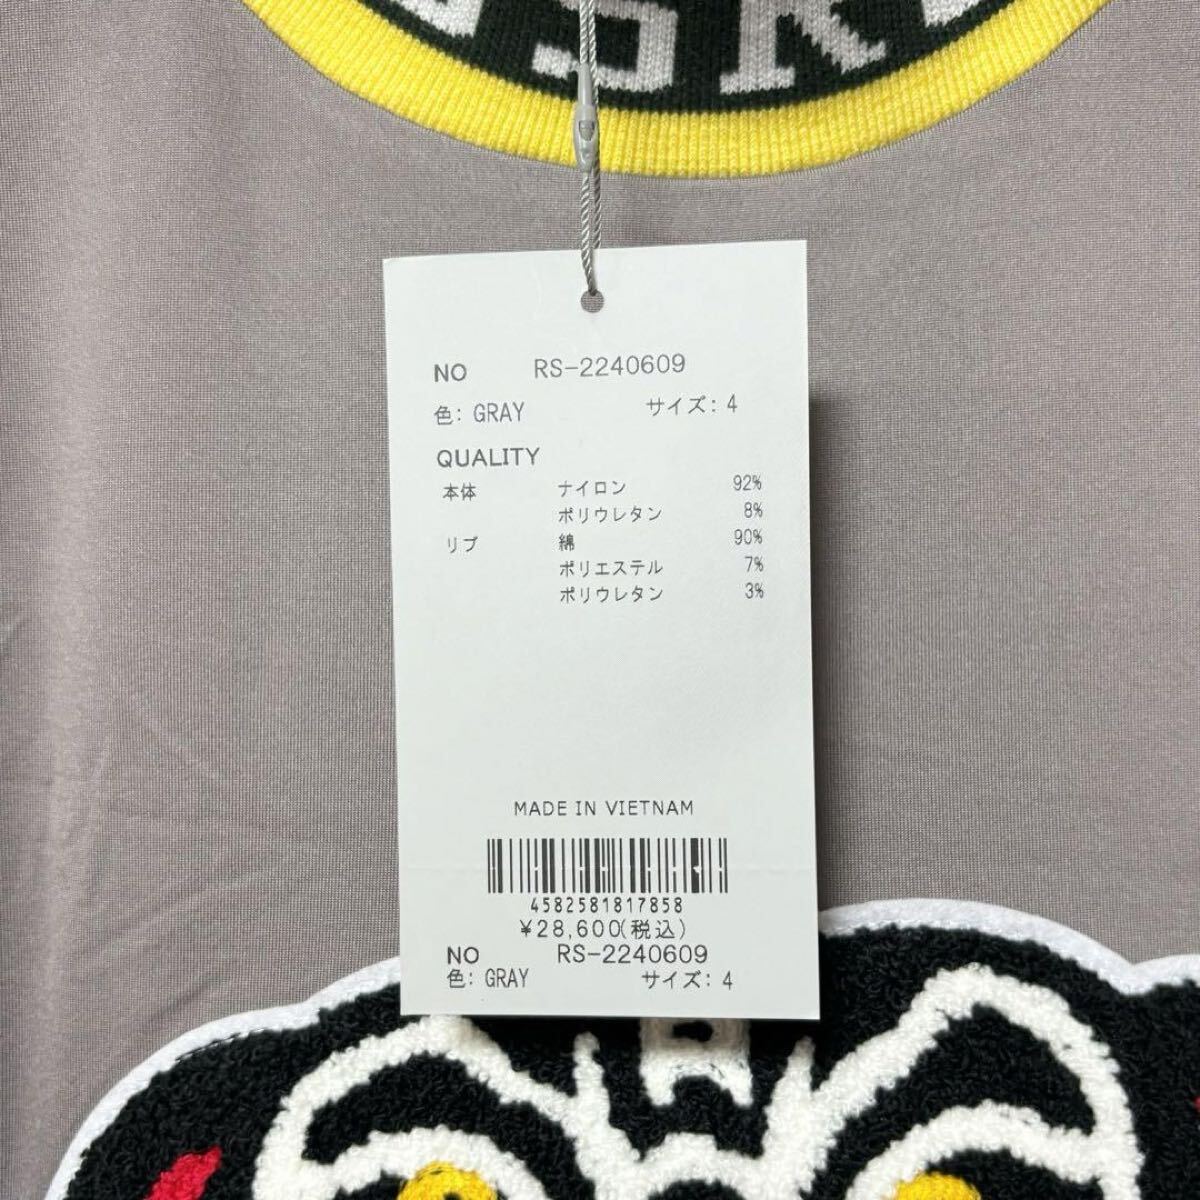 SK
NO RS-2240609
色: GRAY サイズ: 4
QUALITY
本体 ナイロン 92%
ポリウレタン 8%
リブ 綿 90%
ポリエステル 7%
ポリウレタン 3%
MADE IN VIETNAM
4582581817858
¥28,600(税込)
NO RS-2240609
色: GRAY サイズ: 4